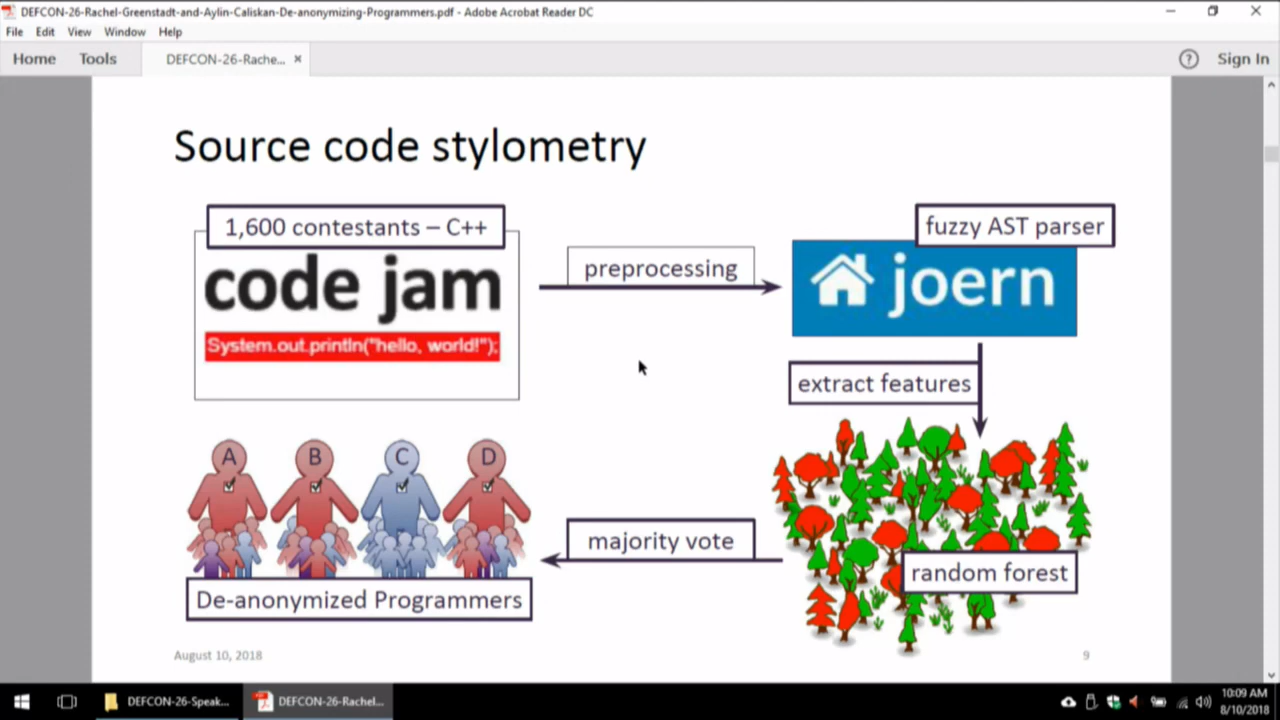 DEFCON-26-Rachel-Greenstadt-and-Aylin-Caliskan-De-anonymizing-Programmers.pdf - Adobe Acrobat Reader DC
File Edit View Window Help
Home Tools DEFCON-26-Rache... × ? Sign In
Source code stylometry
1,600 contestants – C++
code jam
System.out.println("hello, world!");
preprocessing
fuzzy AST parser
joern
extract features
A B C D
majority vote
random forest
De-anonymized Programmers
August 10, 2018
9
DEFCON-26-Speak...
DEFCON-26-Rachel...
10:09 AM
8/10/2018